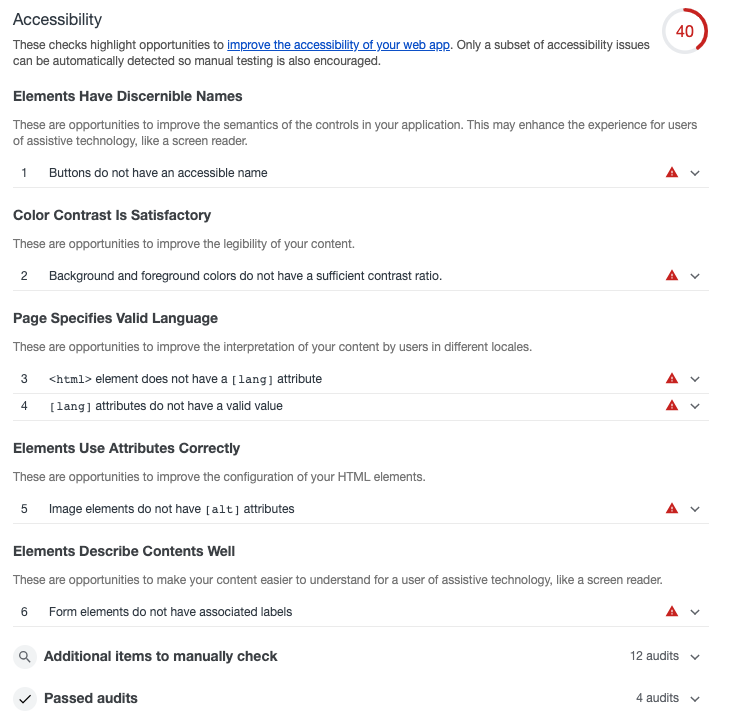 Accessibility
40
These checks highlight opportunities to improve the accessibility of your web app. Only a subset of accessibility issues
can be automatically detected so manual testing is also encouraged.
Elements Have Discernible Names
These are opportunities to improve the semantics of the controls in your application. This may enhance the experience for users
of assistive technology, like a screen reader.
1 Buttons do not have an accessible name
Color Contrast Is Satisfactory
These are opportunities to improve the legibility of your content.
2 Background and foreground colors do not have a sufficient contrast ratio.
Page Specifies Valid Language
These are opportunities to improve the interpretation of your content by users in different locales.
3 <html> element does not have a [lang] attribute
4 [lang] attributes do not have a valid value
Elements Use Attributes Correctly
These are opportunities to improve the configuration of your HTML elements.
5 Image elements do not have [alt] attributes
Elements Describe Contents Well
These are opportunities to make your content easier to understand for a user of assistive technology, like a screen reader.
6 Form elements do not have associated labels
Additional items to manually check 12 audits
Passed audits 4 audits